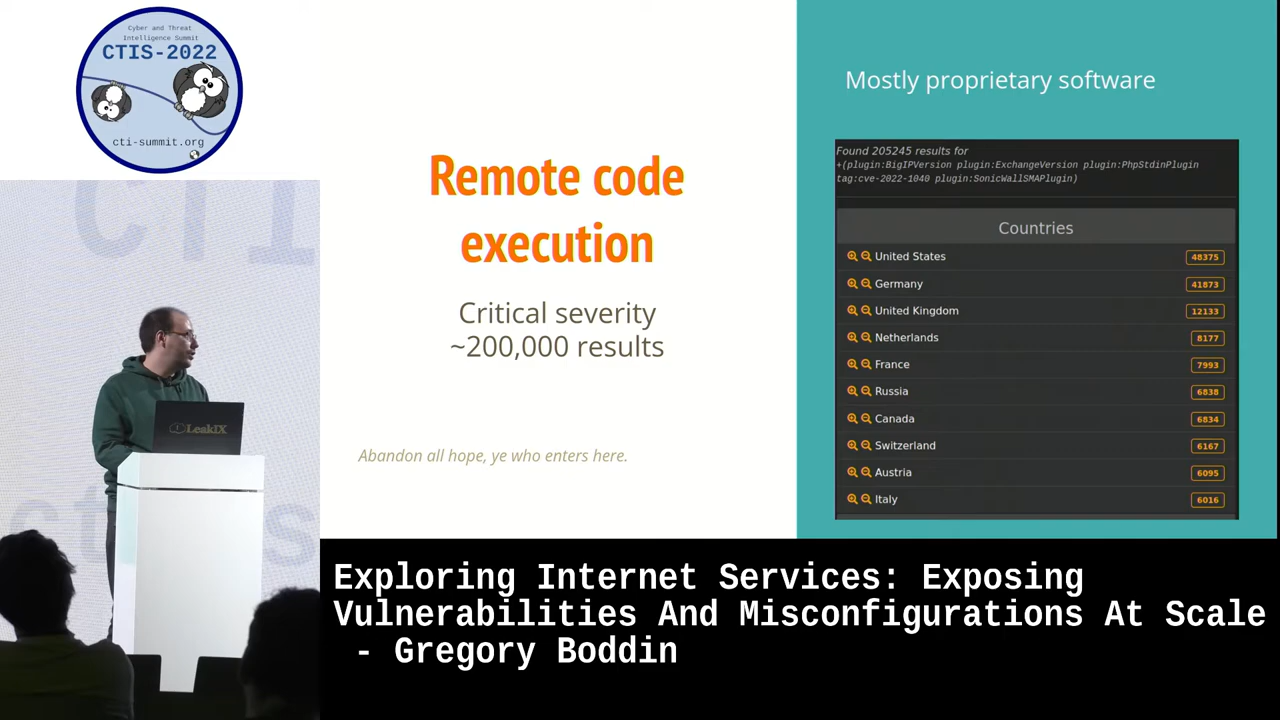 Cyber and Threat
Intelligence Summit
CTIS-2022
cti-summit.org
Remote code
execution
Critical severity
~200,000 results
Abandon all hope, ye who enters here.
Mostly proprietary software
Found 205245 results for
+(plugin:BigIPVersion plugin:ExchangeVersion plugin:PhpStdinPlugin
tag:cve-2022-1040 plugin:SonicWallSMAPlugin)
Countries
United States 48375
Germany 41873
United Kingdom 12133
Netherlands 8177
France 7993
Russia 6838
Canada 6834
Switzerland 6167
Austria 6095
Italy 6016
LeakIX
Exploring Internet Services: Exposing
Vulnerabilities And Misconfigurations At Scale
- Gregory Boddin